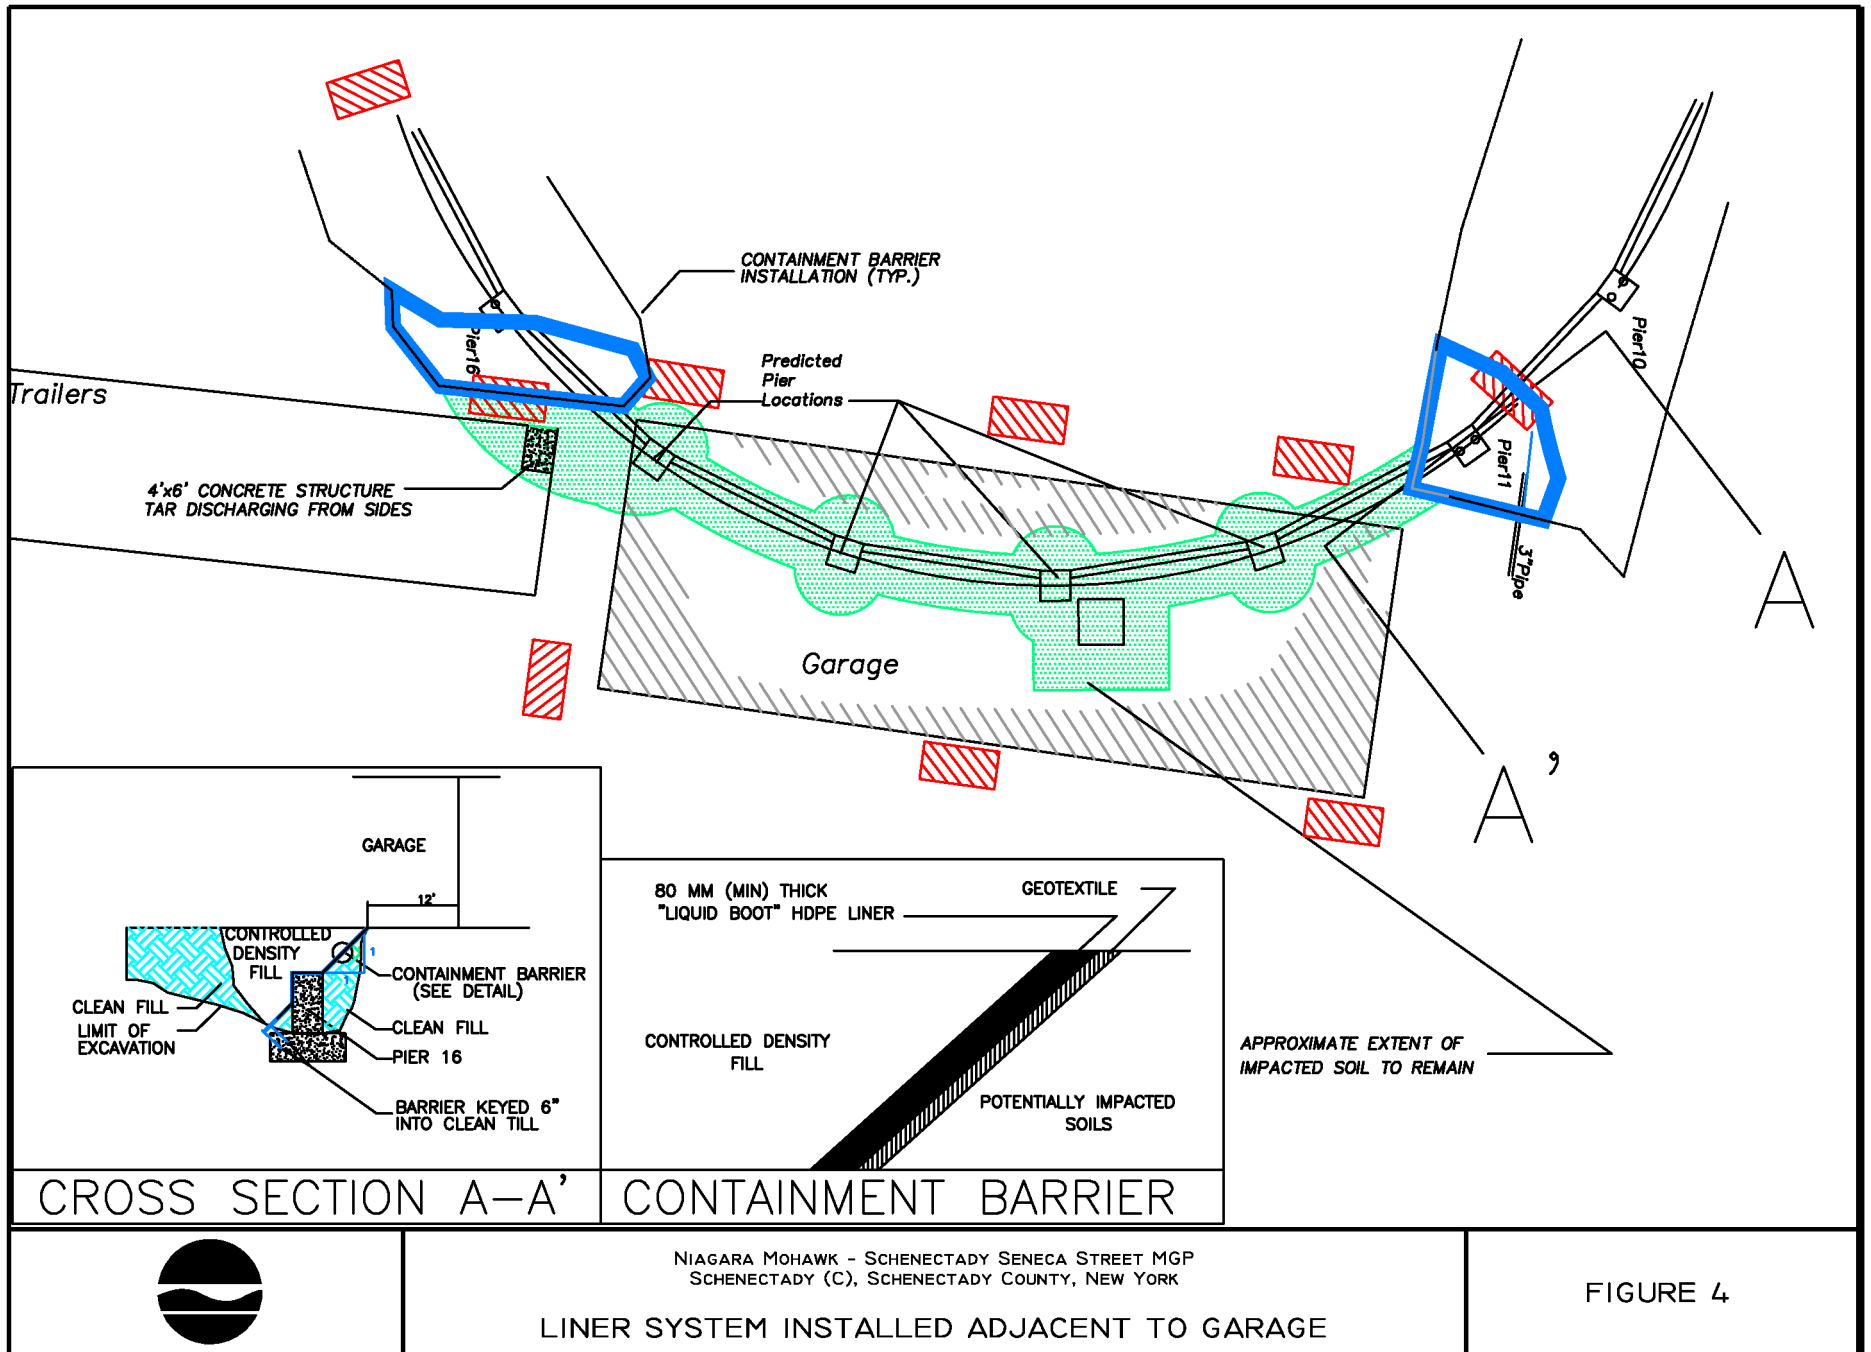 CONTAINMENT BARRIER
INSTALLATION (TYP.)
Pier10
Pier16
Predicted
Pier
Locations
Trailers
Pier11
4'x6' CONCRETE STRUCTURE
TAR DISCHARGING FROM SIDES
3"Pipe
A
Garage
A'
GARAGE
12'
CONTROLLED
DENSITY
FILL
1
1
CONTAINMENT BARRIER
(SEE DETAIL)
CLEAN FILL
LIMIT OF
EXCAVATION
CLEAN FILL
PIER 16
BARRIER KEYED 6"
INTO CLEAN TILL
CROSS SECTION A-A'
80 MM (MIN) THICK
"LIQUID BOOT" HDPE LINER
GEOTEXTILE
CONTROLLED DENSITY
FILL
POTENTIALLY IMPACTED
SOILS
CONTAINMENT BARRIER
APPROXIMATE EXTENT OF
IMPACTED SOIL TO REMAIN
NIAGARA MOHAWK - SCHENECTADY SENECA STREET MGP
SCHENECTADY (C), SCHENECTADY COUNTY, NEW YORK
LINER SYSTEM INSTALLED ADJACENT TO GARAGE
FIGURE 4